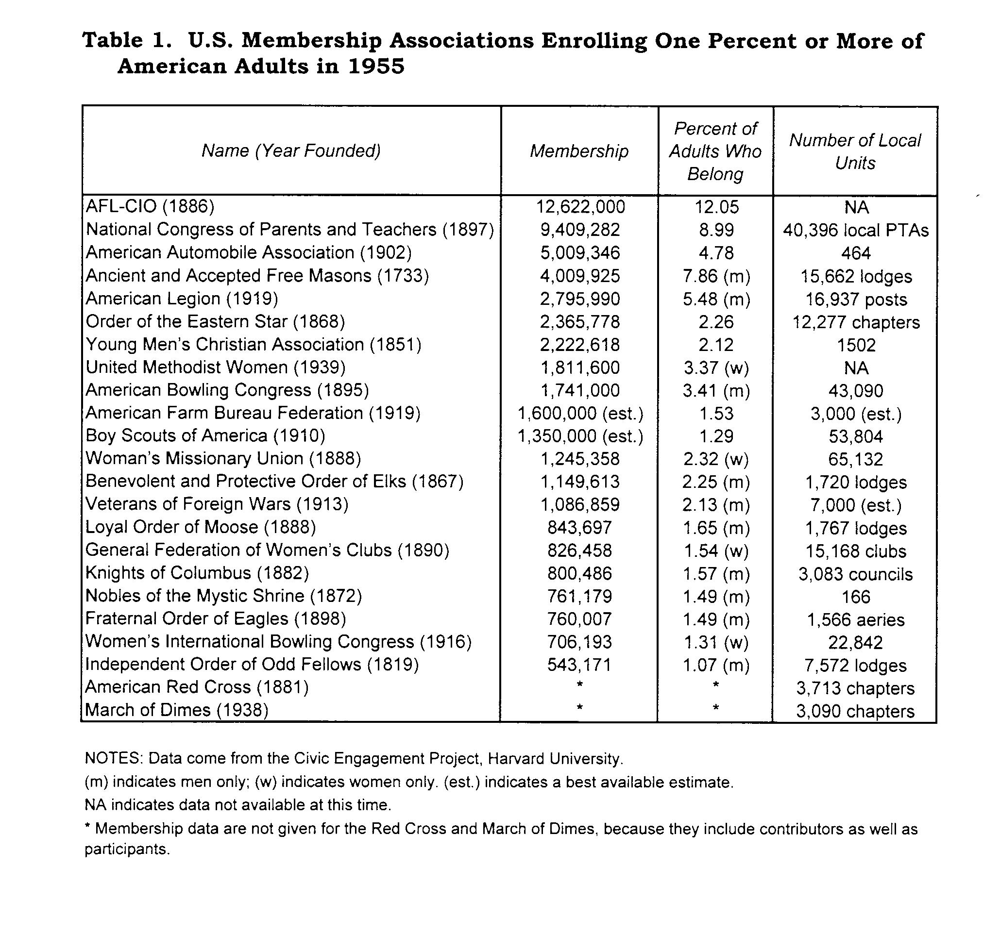 Table 1. U.S. Membership Associations Enrolling One Percent or More of
American Adults in 1955
Name (Year Founded) Membership Percent of Adults Who Belong Number of Local Units
AFL-CIO (1886) 12,622,000 12.05 NA
National Congress of Parents and Teachers (1897) 9,409,282 8.99 40,396 local PTAs
American Automobile Association (1902) 5,009,346 4.78 464
Ancient and Accepted Free Masons (1733) 4,009,925 7.86 (m) 15,662 lodges
American Legion (1919) 2,795,990 5.48 (m) 16,937 posts
Order of the Eastern Star (1868) 2,365,778 2.26 12,277 chapters
Young Men's Christian Association (1851) 2,222,618 2.12 1502
United Methodist Women (1939) 1,811,600 3.37 (w) NA
American Bowling Congress (1895) 1,741,000 3.41 (m) 43,090
American Farm Bureau Federation (1919) 1,600,000 (est.) 1.53 3,000 (est.)
Boy Scouts of America (1910) 1,350,000 (est.) 1.29 53,804
Woman's Missionary Union (1888) 1,245,358 2.32 (w) 65,132
Benevolent and Protective Order of Elks (1867) 1,149,613 2.25 (m) 1,720 lodges
Veterans of Foreign Wars (1913) 1,086,859 2.13 (m) 7,000 (est.)
Loyal Order of Moose (1888) 843,697 1.65 (m) 1,767 lodges
General Federation of Women's Clubs (1890) 826,458 1.54 (w) 15,168 clubs
Knights of Columbus (1882) 800,486 1.57 (m) 3,083 councils
Nobles of the Mystic Shrine (1872) 761,179 1.49 (m) 166
Fraternal Order of Eagles (1898) 760,007 1.49 (m) 1,566 aeries
Women's International Bowling Congress (1916) 706,193 1.31 (w) 22,842
Independent Order of Odd Fellows (1819) 543,171 1.07 (m) 7,572 lodges
American Red Cross (1881) * * 3,713 chapters
March of Dimes (1938) * * 3,090 chapters
NOTES: Data come from the Civic Engagement Project, Harvard University.
(m) indicates men only; (w) indicates women only. (est.) indicates a best available estimate.
NA indicates data not available at this time.
* Membership data are not given for the Red Cross and March of Dimes, because they include contributors as well as
participants.